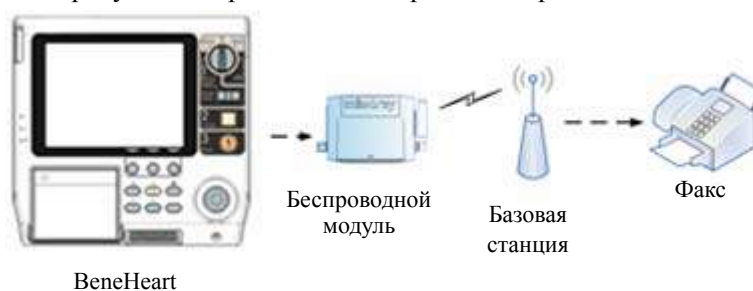 Беспроводной
модуль
Базовая
станция
Факс
BeneHeart